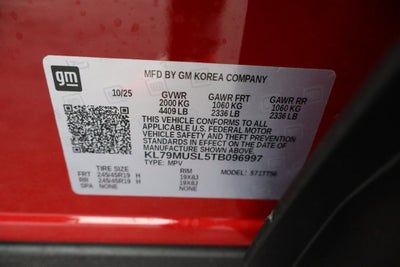 gm
MFD BY GM KOREA COMPANY
10/25 GVWR GAWR FRT GAWR RR
2000 KG 1060 KG 1060 KG
4409 LB 2336 LB 2336 LB
THIS VEHICLE CONFORMS TO ALL
APPLICABLE U.S. FEDERAL MOTOR
VEHICLE SAFETY AND THEFT PREVENTION
STANDARDS IN EFFECT ON THE DATE OF
MANUFACTURE SHOWN ABOVE.
KL79MUSL5TB096997
TYPE: MPV MODEL:
TIRE SIZE RIM
FRT 245/45R19 H 19X8J
RR 245/45R19 H 19X8J
SPA NONE NONE